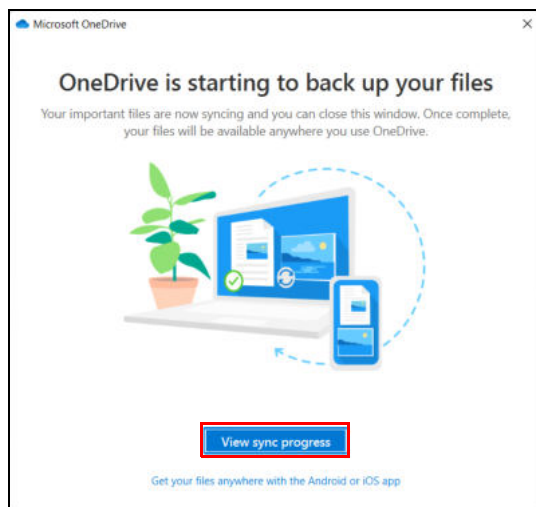 Microsoft OneDrive
OneDrive is starting to back up your files
Your important files are now syncing and you can close this window. Once complete,
your files will be available anywhere you use OneDrive.
View sync progress
Get your files anywhere with the Android or iOS app